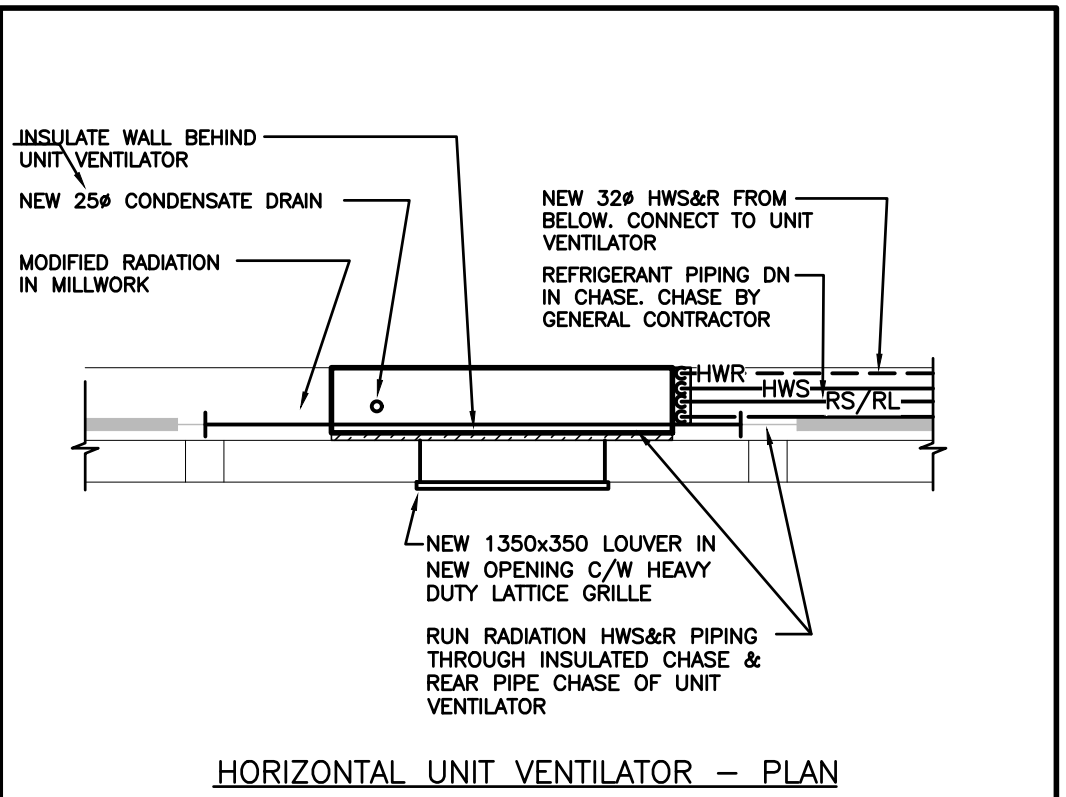 INSULATE WALL BEHIND
UNIT VENTILATOR
NEW 25ø CONDENSATE DRAIN
MODIFIED RADIATION
IN MILLWORK
NEW 32ø HWS&R FROM
BELOW. CONNECT TO UNIT
VENTILATOR
REFRIGERANT PIPING DN
IN CHASE. CHASE BY
GENERAL CONTRACTOR
HWR
HWS
RS/RL
NEW 1350x350 LOUVER IN
NEW OPENING C/W HEAVY
DUTY LATTICE GRILLE
RUN RADIATION HWS&R PIPING
THROUGH INSULATED CHASE &
REAR PIPE CHASE OF UNIT
VENTILATOR
HORIZONTAL UNIT VENTILATOR – PLAN